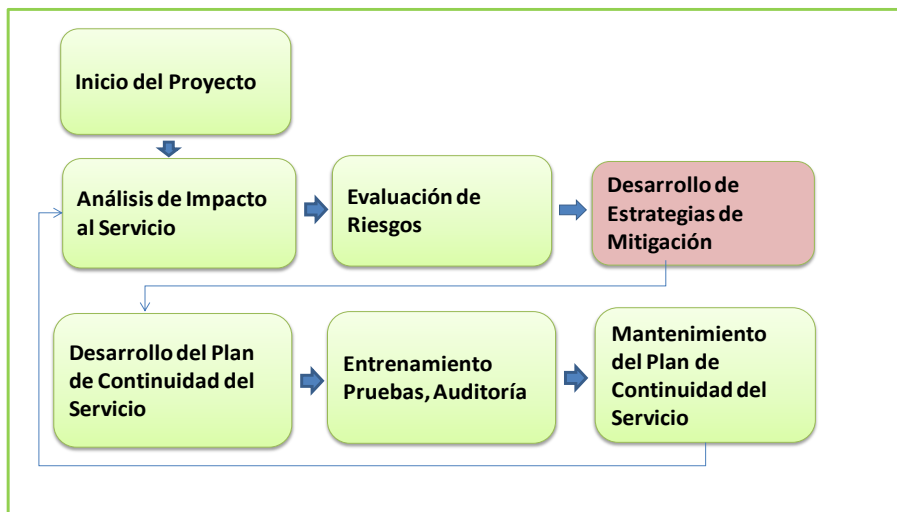 Inicio del Proyecto
Análisis de Impacto
al Servicio
Evaluación de
Riesgos
Desarrollo de
Estrategias de
Mitigación
Desarrollo del Plan
de Continuidad del
Servicio
Entrenamiento
Pruebas, Auditoría
Mantenimiento
del Plan de
Continuidad del
Servicio